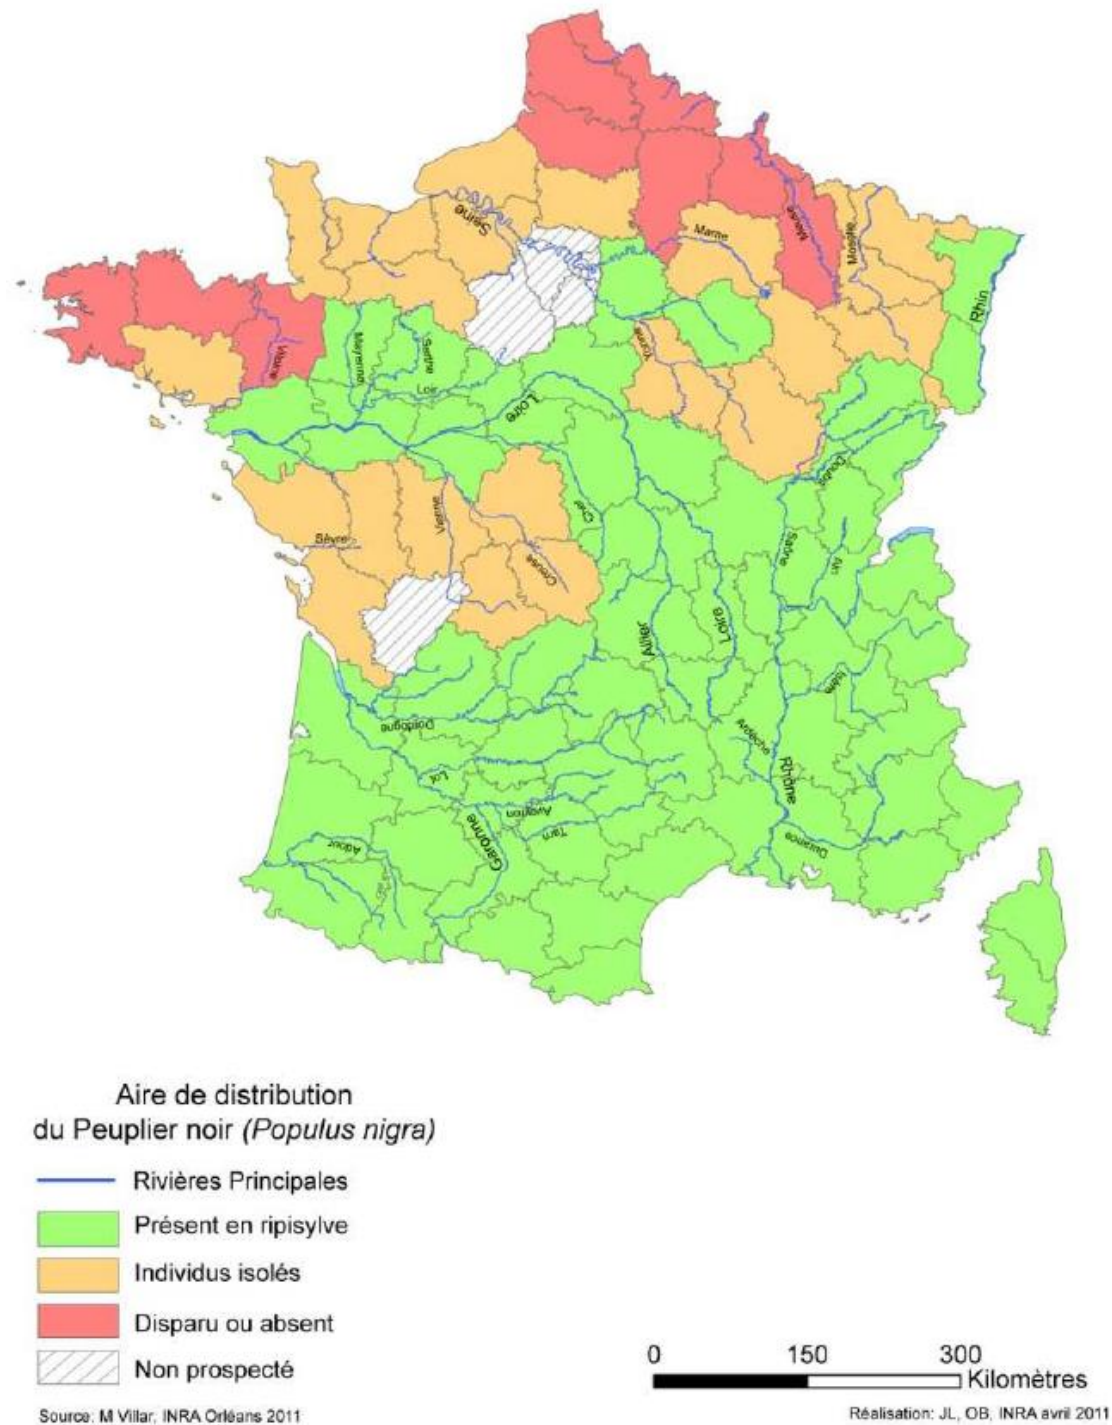 Seine
Marne
Meuse
Moselle
Rhin
Vilaine
Mayenne
Sarthe
Loir
Loire
Yonne
Doubs
Cher
Vienne
Sèvre
Creuse
Saône
Ain
Allier
Loire
Isère
Dordogne
Ardèche
Rhône
Lot
Aveyron
Tarn
Garonne
Adour
Durance
Aire de distribution
du Peuplier noir (Populus nigra)
Rivières Principales
Présent en ripisylve
Individus isolés
Disparu ou absent
Non prospecté
0 150 300
Kilomètres
Source: M Villar, INRA Orléans 2011
Réalisation: JL, OB, INRA avril 2011